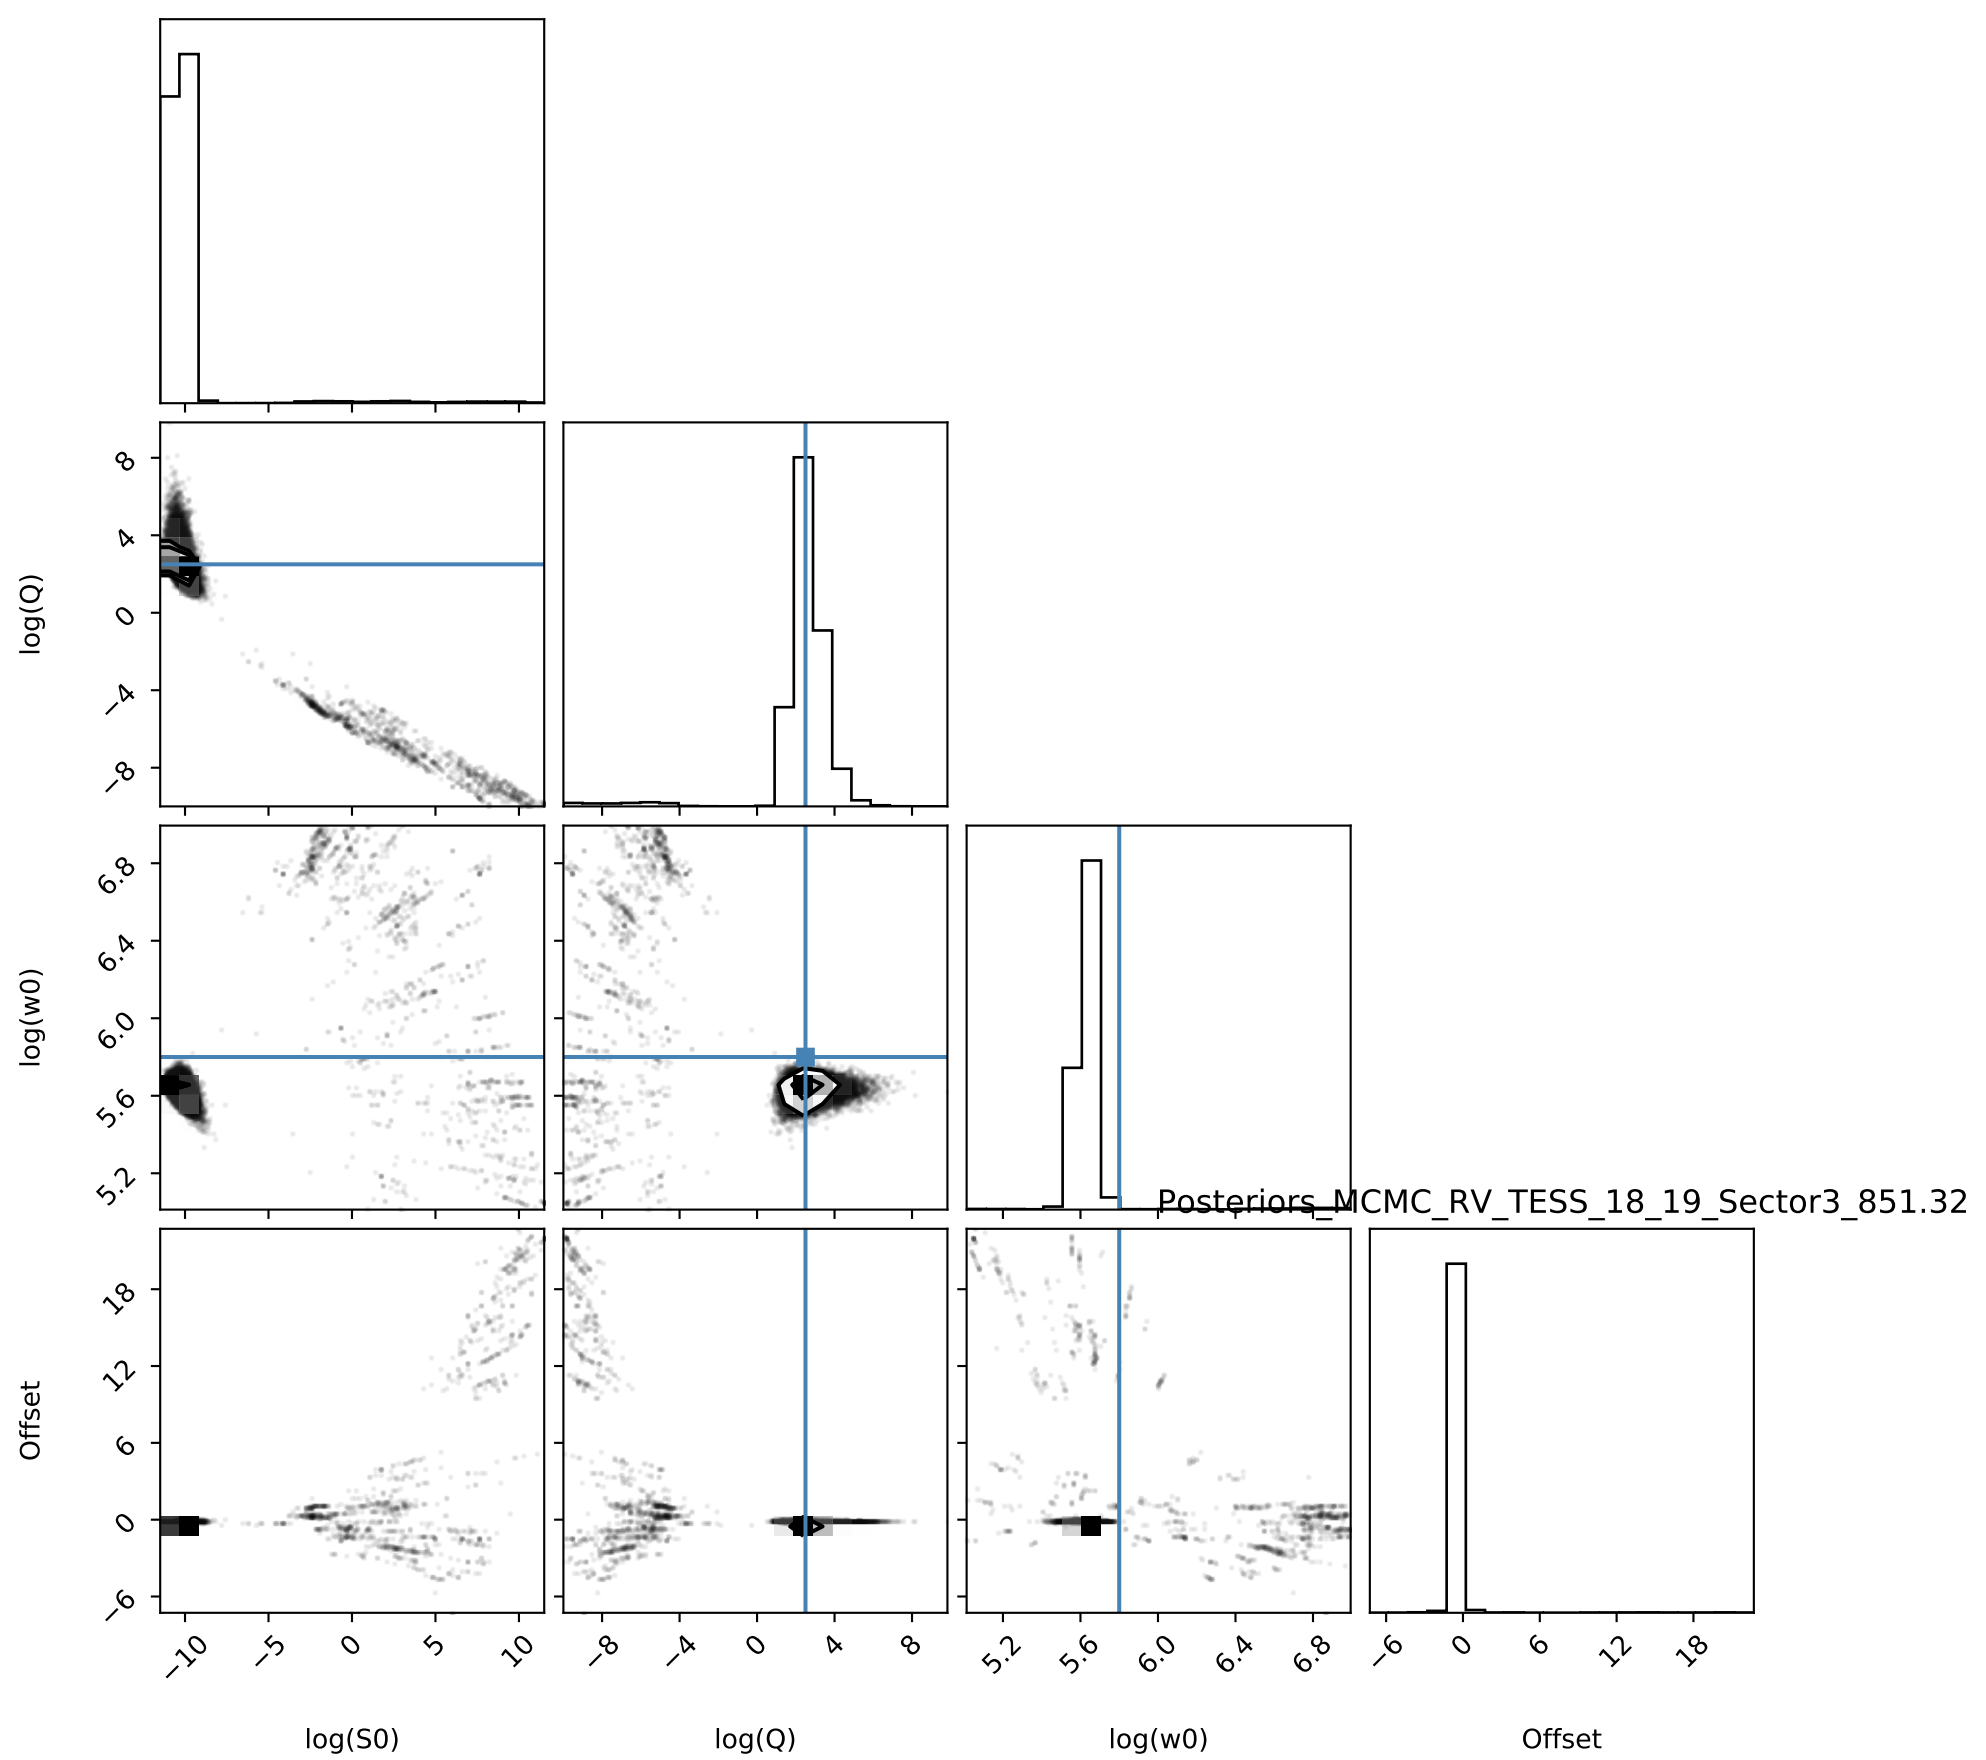 log(Q)
8
4
0
−4
−8
log(w0)
6.8
6.4
6.0
5.6
5.2
Posteriors_MCMC_RV_TESS_18_19_Sector3_851.32
Offset
18
12
6
0
−6
−10 −5 0 5 10 −8 −4 0 4 8 5.2 5.6 6.0 6.4 6.8 −6 0 6 12 18
log(S0) log(Q) log(w0) Offset